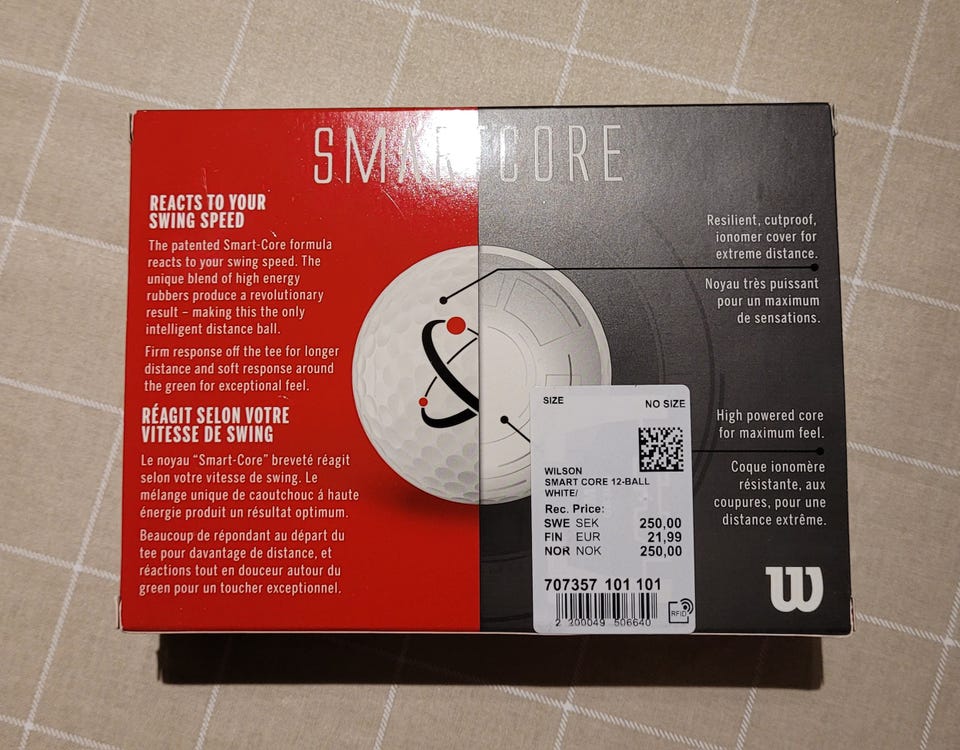 SMARTCORE
REACTS TO YOUR
SWING SPEED
The patented Smart-Core formula
reacts to your swing speed. The
unique blend of high energy
rubbers produce a revolutionary
result – making this the only
intelligent distance ball.
Firm response off the tee for longer
distance and soft response around
the green for exceptional feel.
RÉAGIT SELON VOTRE
VITESSE DE SWING
Le noyau “Smart-Core” breveté réagit
selon votre vitesse de swing. Le
mélange unique de caoutchouc á haute
énergie produit un résultat optimum.
Beaucoup de répondant au départ du
tee pour davantage de distance, et
réactions tout en douceur autour du
green pour un toucher exceptionnel.
Resilient, cutproof,
ionomer cover for
extreme distance.
Noyau très puissant
pour un maximum
de sensations.
High powered core
for maximum feel.
Coque ionomère
résistante, aux
coupures, pour une
distance extrême.
SIZE NO SIZE
WILSON
SMART CORE 12-BALL
WHITE/
Rec. Price:
SWE SEK 250,00
FIN EUR 21,99
NOR NOK 250,00
707357 101 101
2 200049 506640
RFID
W